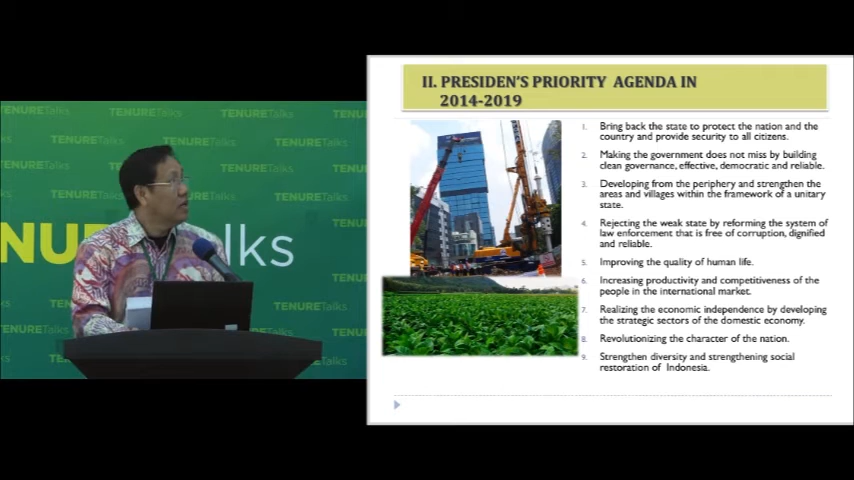 TENURETalks
TENURETalks
TENURETalks
TENURETalks
TENURETalks
TENURETalks
NUR lks
TENURETalks
TENURETalks
TENURETalks
II. PRESIDEN'S PRIORITY AGENDA IN
2014-2019
1. Bring back the state to protect the nation and the
country and provide security to all citizens.
2. Making the government does not miss by building
clean governance, effective, democratic and reliable.
3. Developing from the periphery and strengthen the
areas and villages within the framework of a unitary
state.
4. Rejecting the weak state by reforming the system of
law enforcement that is free of corruption, dignified
and reliable.
5. Improving the quality of human life.
6. Increasing productivity and competitiveness of the
people in the international market.
7. Realizing the economic independence by developing
the strategic sectors of the domestic economy.
8. Revolutionizing the character of the nation.
9. Strengthen diversity and strengthening social
restoration of Indonesia.